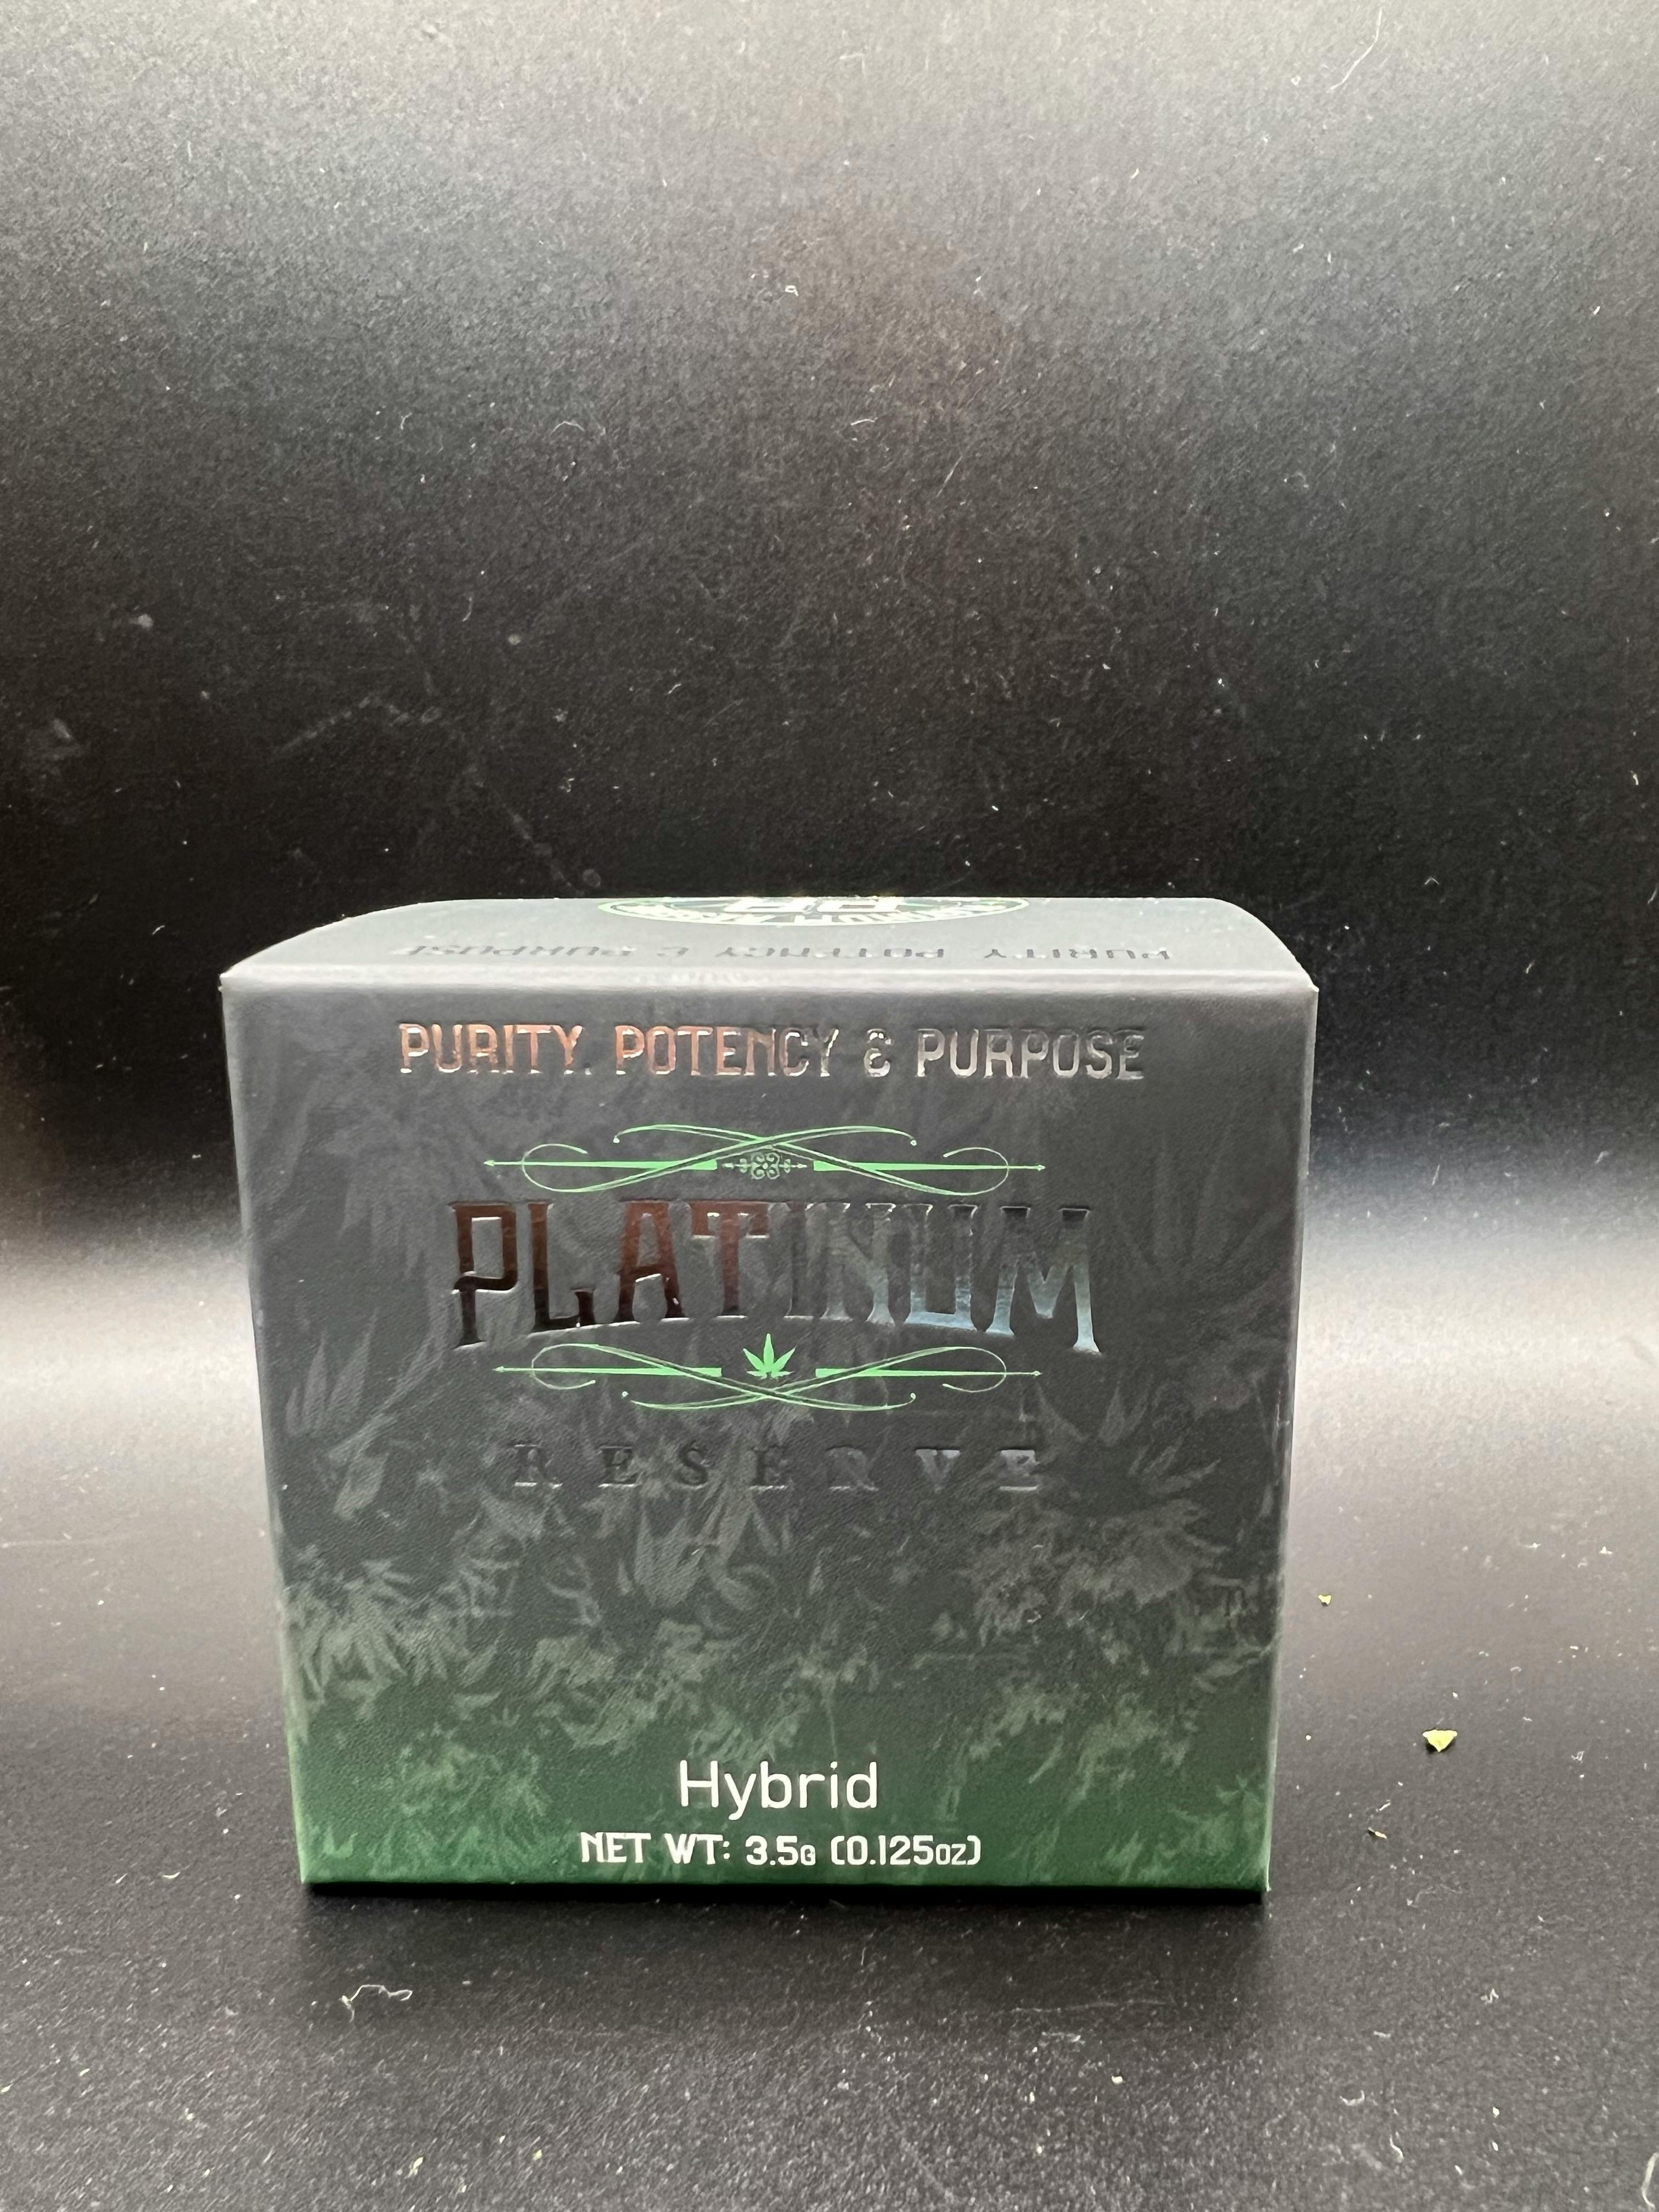 PURITY POTENCY & PURPOSE
PURITY, POTENCY & PURPOSE
PLATINUM
RESERVE
Hybrid
NET WT: 3.5G (0.125OZ)